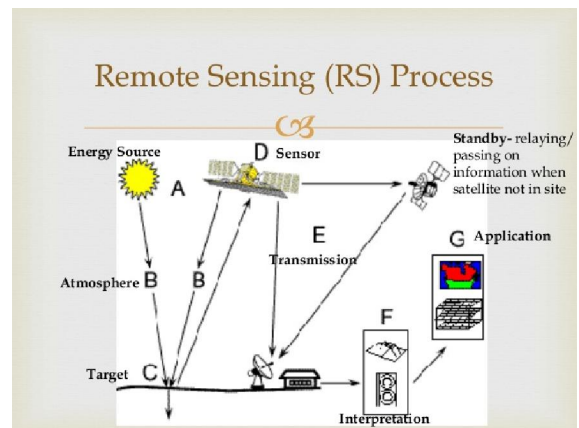 Remote Sensing (RS) Process
Energy Source
A
D Sensor
Standby- relaying/
passing on
information when
satellite not in site
E
Transmission
G Application
Atmosphere B B
F
Target C
Interpretation